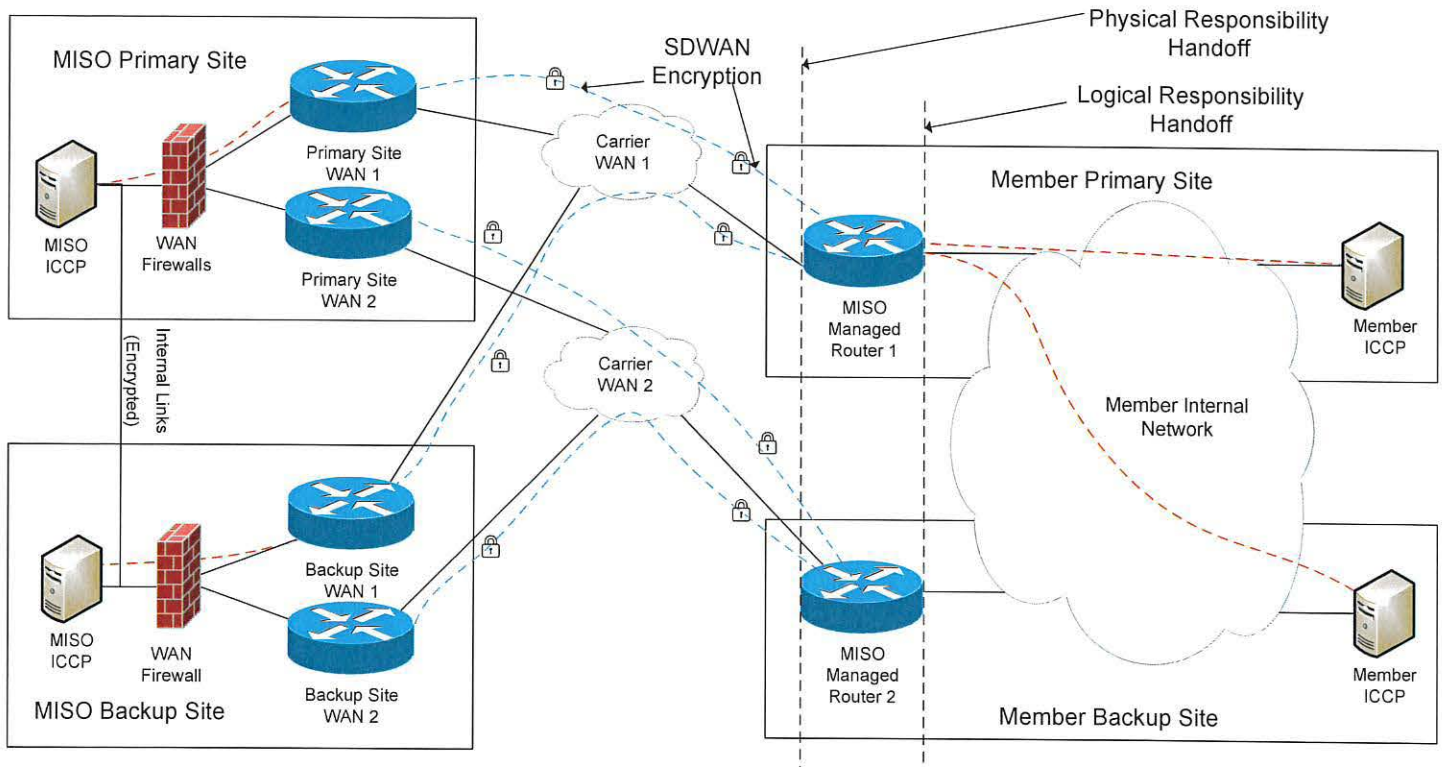 Physical Responsibility
Handoff
MISO Primary Site
SDWAN
Encryption
Logical Responsibility
Handoff
Carrier
WAN 1
Primary Site
WAN 1
Member Primary Site
MISO
ICCP
WAN
Firewalls
Primary Site
WAN 2
MISO
Managed
Router 1
Member
ICCP
Internal Links
(Encrypted)
Carrier
WAN 2
Member Internal
Network
Backup Site
WAN 1
MISO
ICCP
WAN
Firewall
Backup Site
WAN 2
MISO
Managed
Router 2
Member
ICCP
MISO Backup Site
Member Backup Site